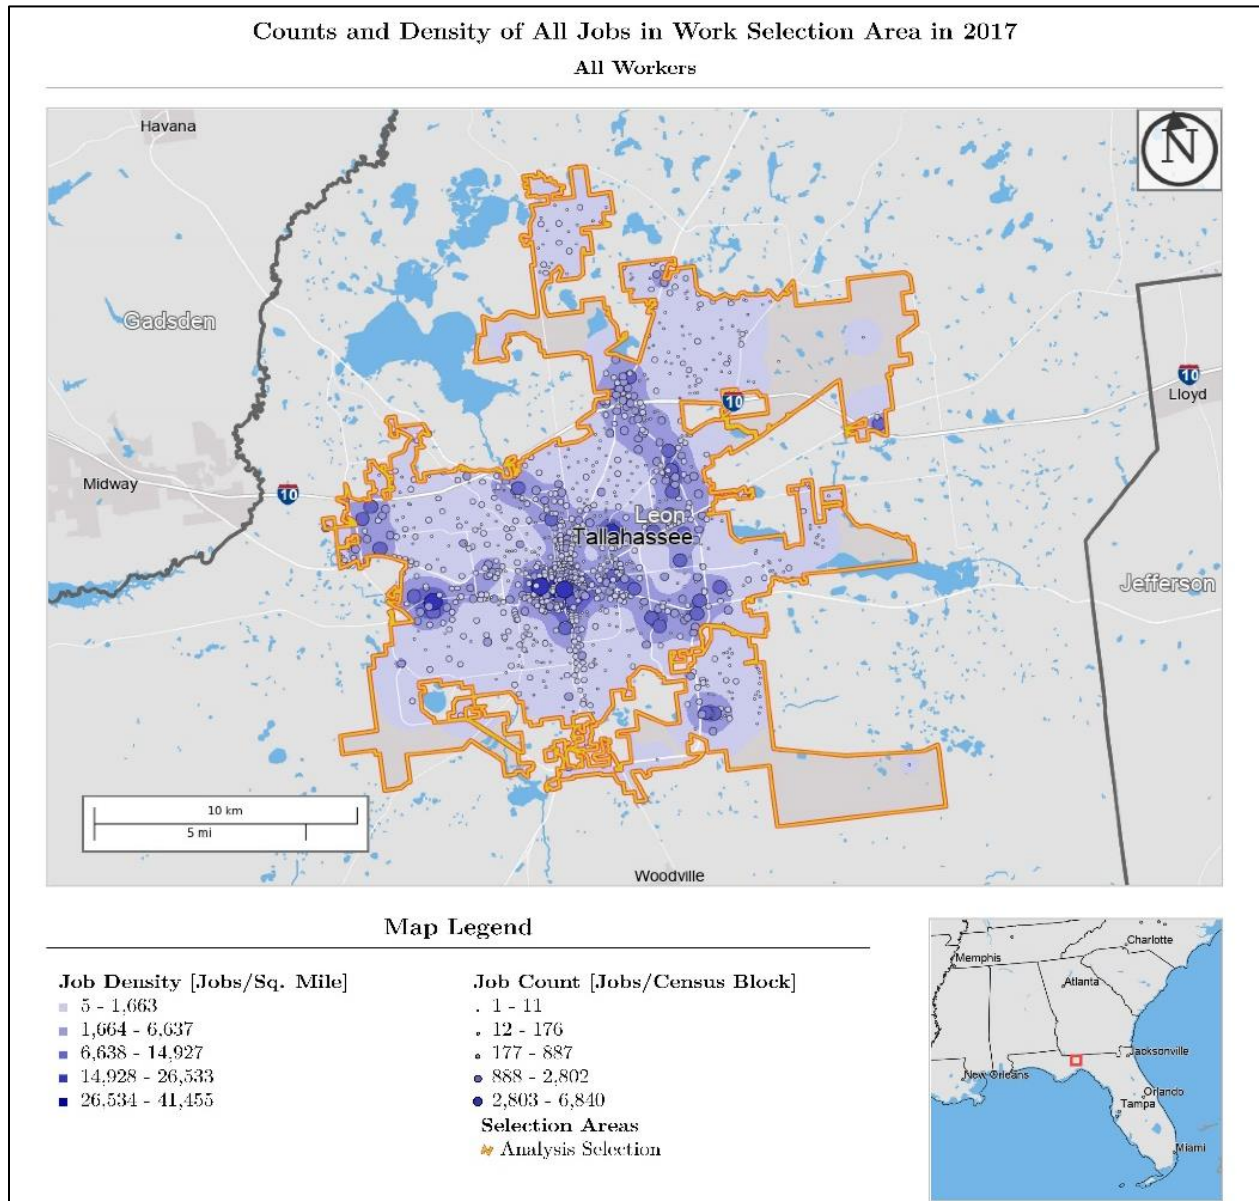 Counts and Density of All Jobs in Work Selection Area in 2017
All Workers
Havana
N
Gadsden
10
Lloyd
10
Midway
10
Leon
Tallahassee
Jefferson
10 km
5 mi
Woodville
Map Legend
Job Density [Jobs/Sq. Mile]
5 - 1,663
1,664 - 6,637
6,638 - 14,927
14,928 - 26,533
26,534 - 41,455
Job Count [Jobs/Census Block]
1 - 11
12 - 176
177 - 887
888 - 2,802
2,803 - 6,840
Selection Areas
Analysis Selection
Charlotte
Memphis
Atlanta
Jacksonville
New Orleans
Orlando
Tampa
Miami